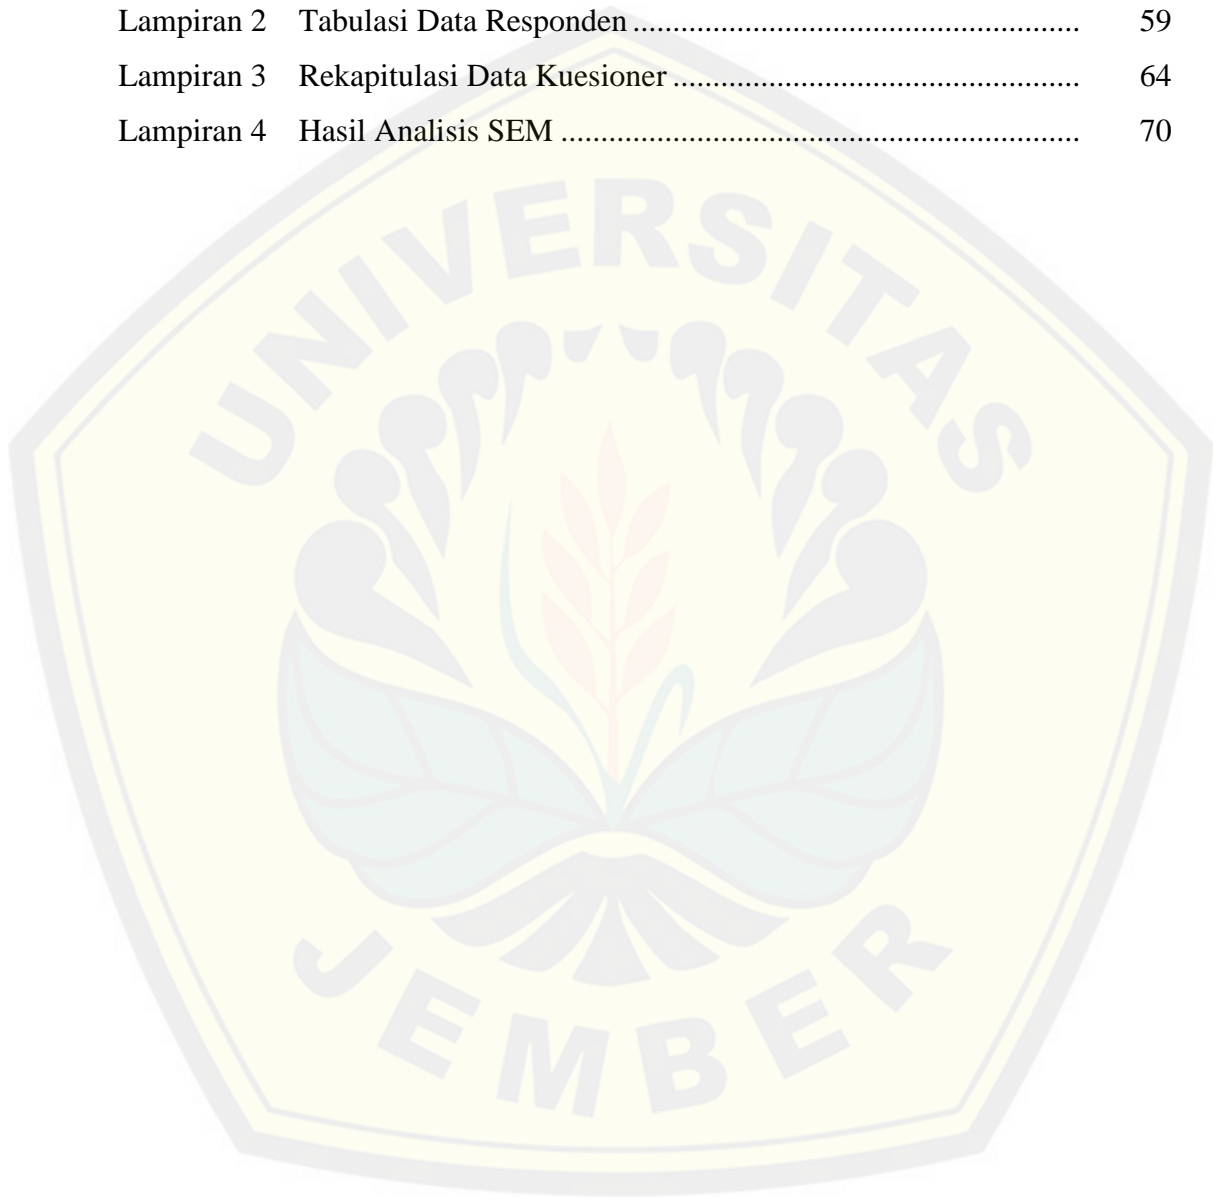 Lampiran 2 Tabulasi Data Responden ...................................................... 59
Lampiran 3 Rekapitulasi Data Kuesioner ................................................. 64
Lampiran 4 Hasil Analisis SEM ............................................................... 70
UNIVERSITAS
JEMBER